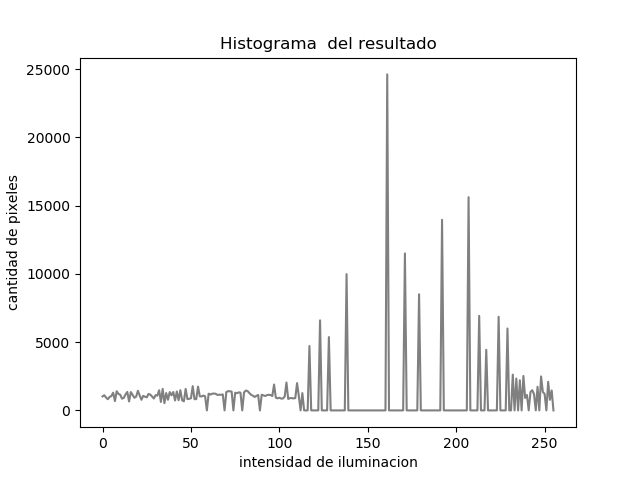 Histograma  del resultado
25000
20000
15000
10000
5000
0
cantidad de pixeles
0 50 100 150 200 250
intensidad de iluminacion